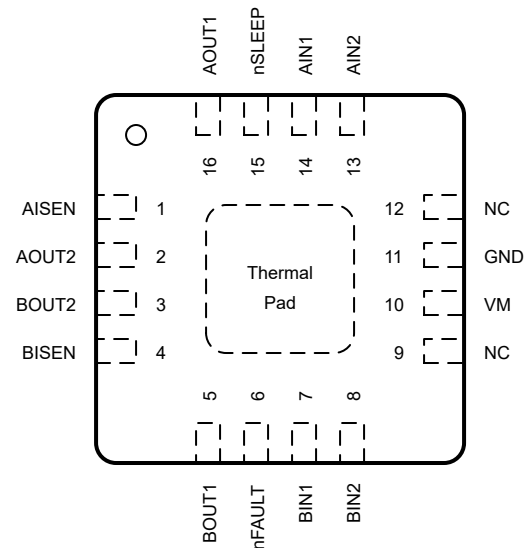 AOUT1 nSLEEP AIN1 AIN2
16 15 14 13
AISEN 1 12 NC
AOUT2 2 11 GND
BOUT2 3 10 VM
BISEN 4 9 NC
Thermal
Pad
5 6 7 8
BOUT1 nFAULT BIN1 BIN2